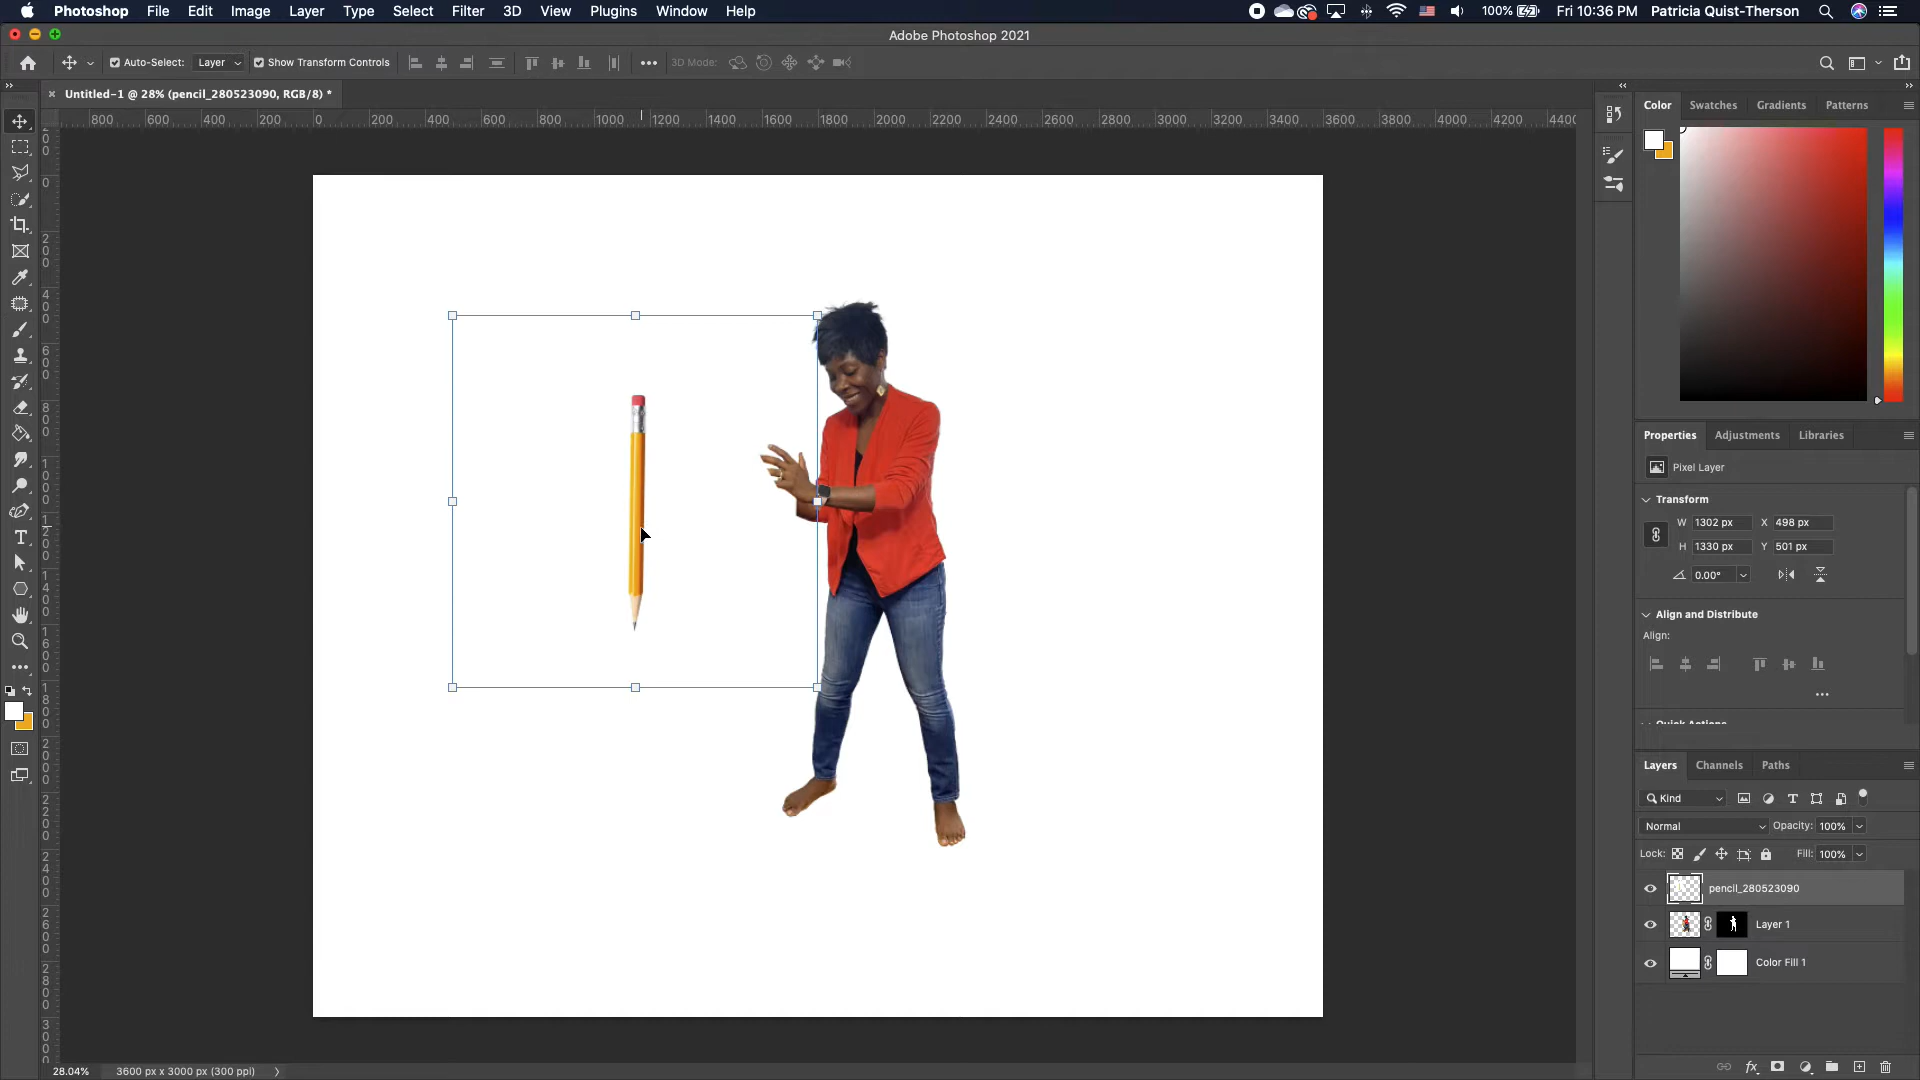 Photoshop File Edit Image Layer Type Select Filter 3D View Plugins Window Help 100% Fri 10:36 PM Patricia Quist-Therson
Adobe Photoshop 2021
Auto-Select: Layer Show Transform Controls 3D Mode:
Untitled-1 @ 28% (pencil_280523090, RGB/8) *
800 600 400 200 0 200 400 600 800 1000 1200 1400 1600 1800 2000 2200 2400 2600 2800 3000 3200 3400 3600 3800 4000 4200 4400
Color Swatches Gradients Patterns
Properties Adjustments Libraries
Pixel Layer
Transform
W 1302 px X 498 px
H 1330 px Y 501 px
0.00°
Align and Distribute
Align:
Quick Actions
Layers Channels Paths
Kind
Normal Opacity: 100%
Lock: Fill: 100%
pencil_280523090
Layer 1
Color Fill 1
28.04% 3600 px x 3000 px (300 ppi)